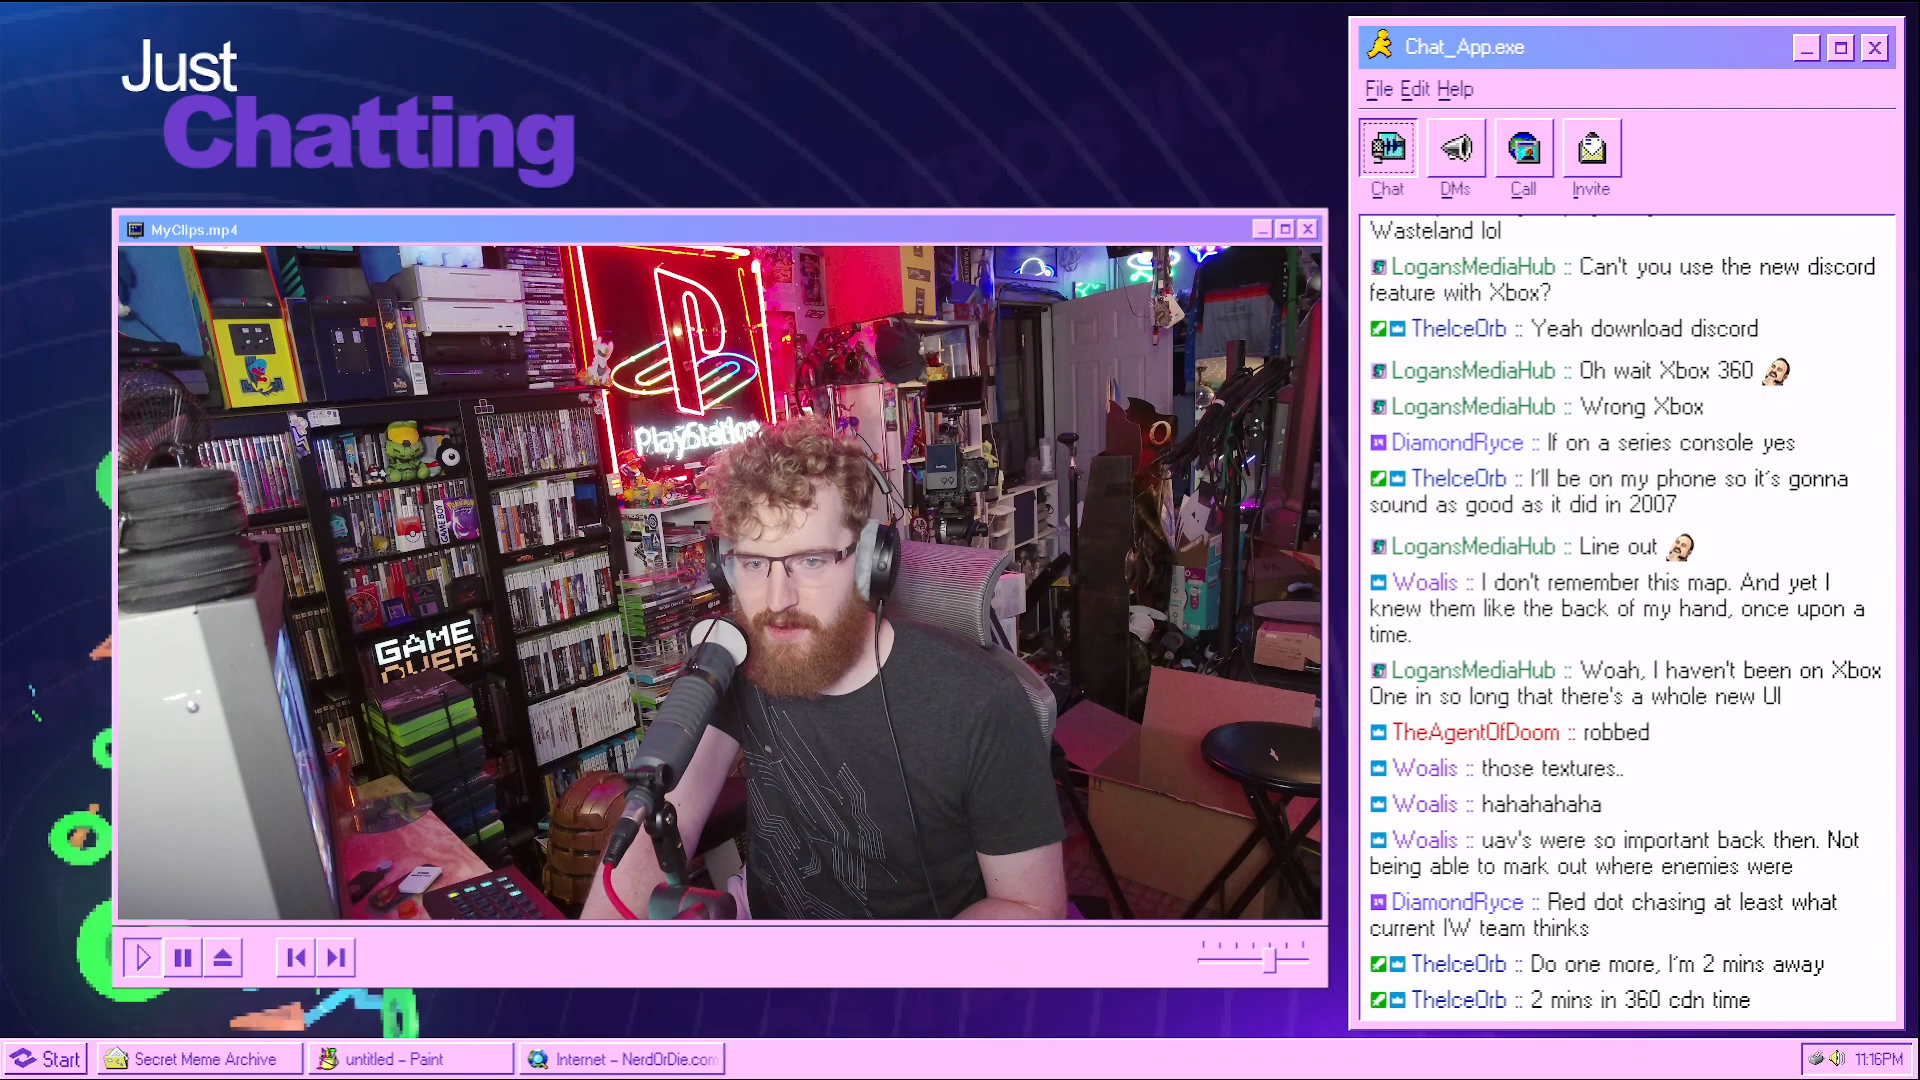 Just
Chatting
MyClips.mp4
PlayStation
GAME
OVER
GAME BOY
99
Chat_App.exe
File Edit Help
Chat DMs Call Invite
Wasteland lol
LogansMediaHub :: Can't you use the new discord
feature with Xbox?
TheIceOrb :: Yeah download discord
LogansMediaHub :: Oh wait Xbox 360
LogansMediaHub :: Wrong Xbox
DiamondRyce :: If on a series console yes
TheIceOrb :: I'll be on my phone so it's gonna
sound as good as it did in 2007
LogansMediaHub :: Line out
Woalis :: I don't remember this map. And yet I
knew them like the back of my hand, once upon a
time.
LogansMediaHub :: Woah, I haven't been on Xbox
One in so long that there's a whole new UI
TheAgentOfDoom :: robbed
Woalis :: those textures..
Woalis :: hahahahaha
Woalis :: uav's were so important back then. Not
being able to mark out where enemies were
DiamondRyce :: Red dot chasing at least what
current IW team thinks
TheIceOrb :: Do one more, I'm 2 mins away
TheIceOrb :: 2 mins in 360 cdn time
Start
Secret Meme Archive
untitled - Paint
Internet - NerdOrDie.com
11:16PM